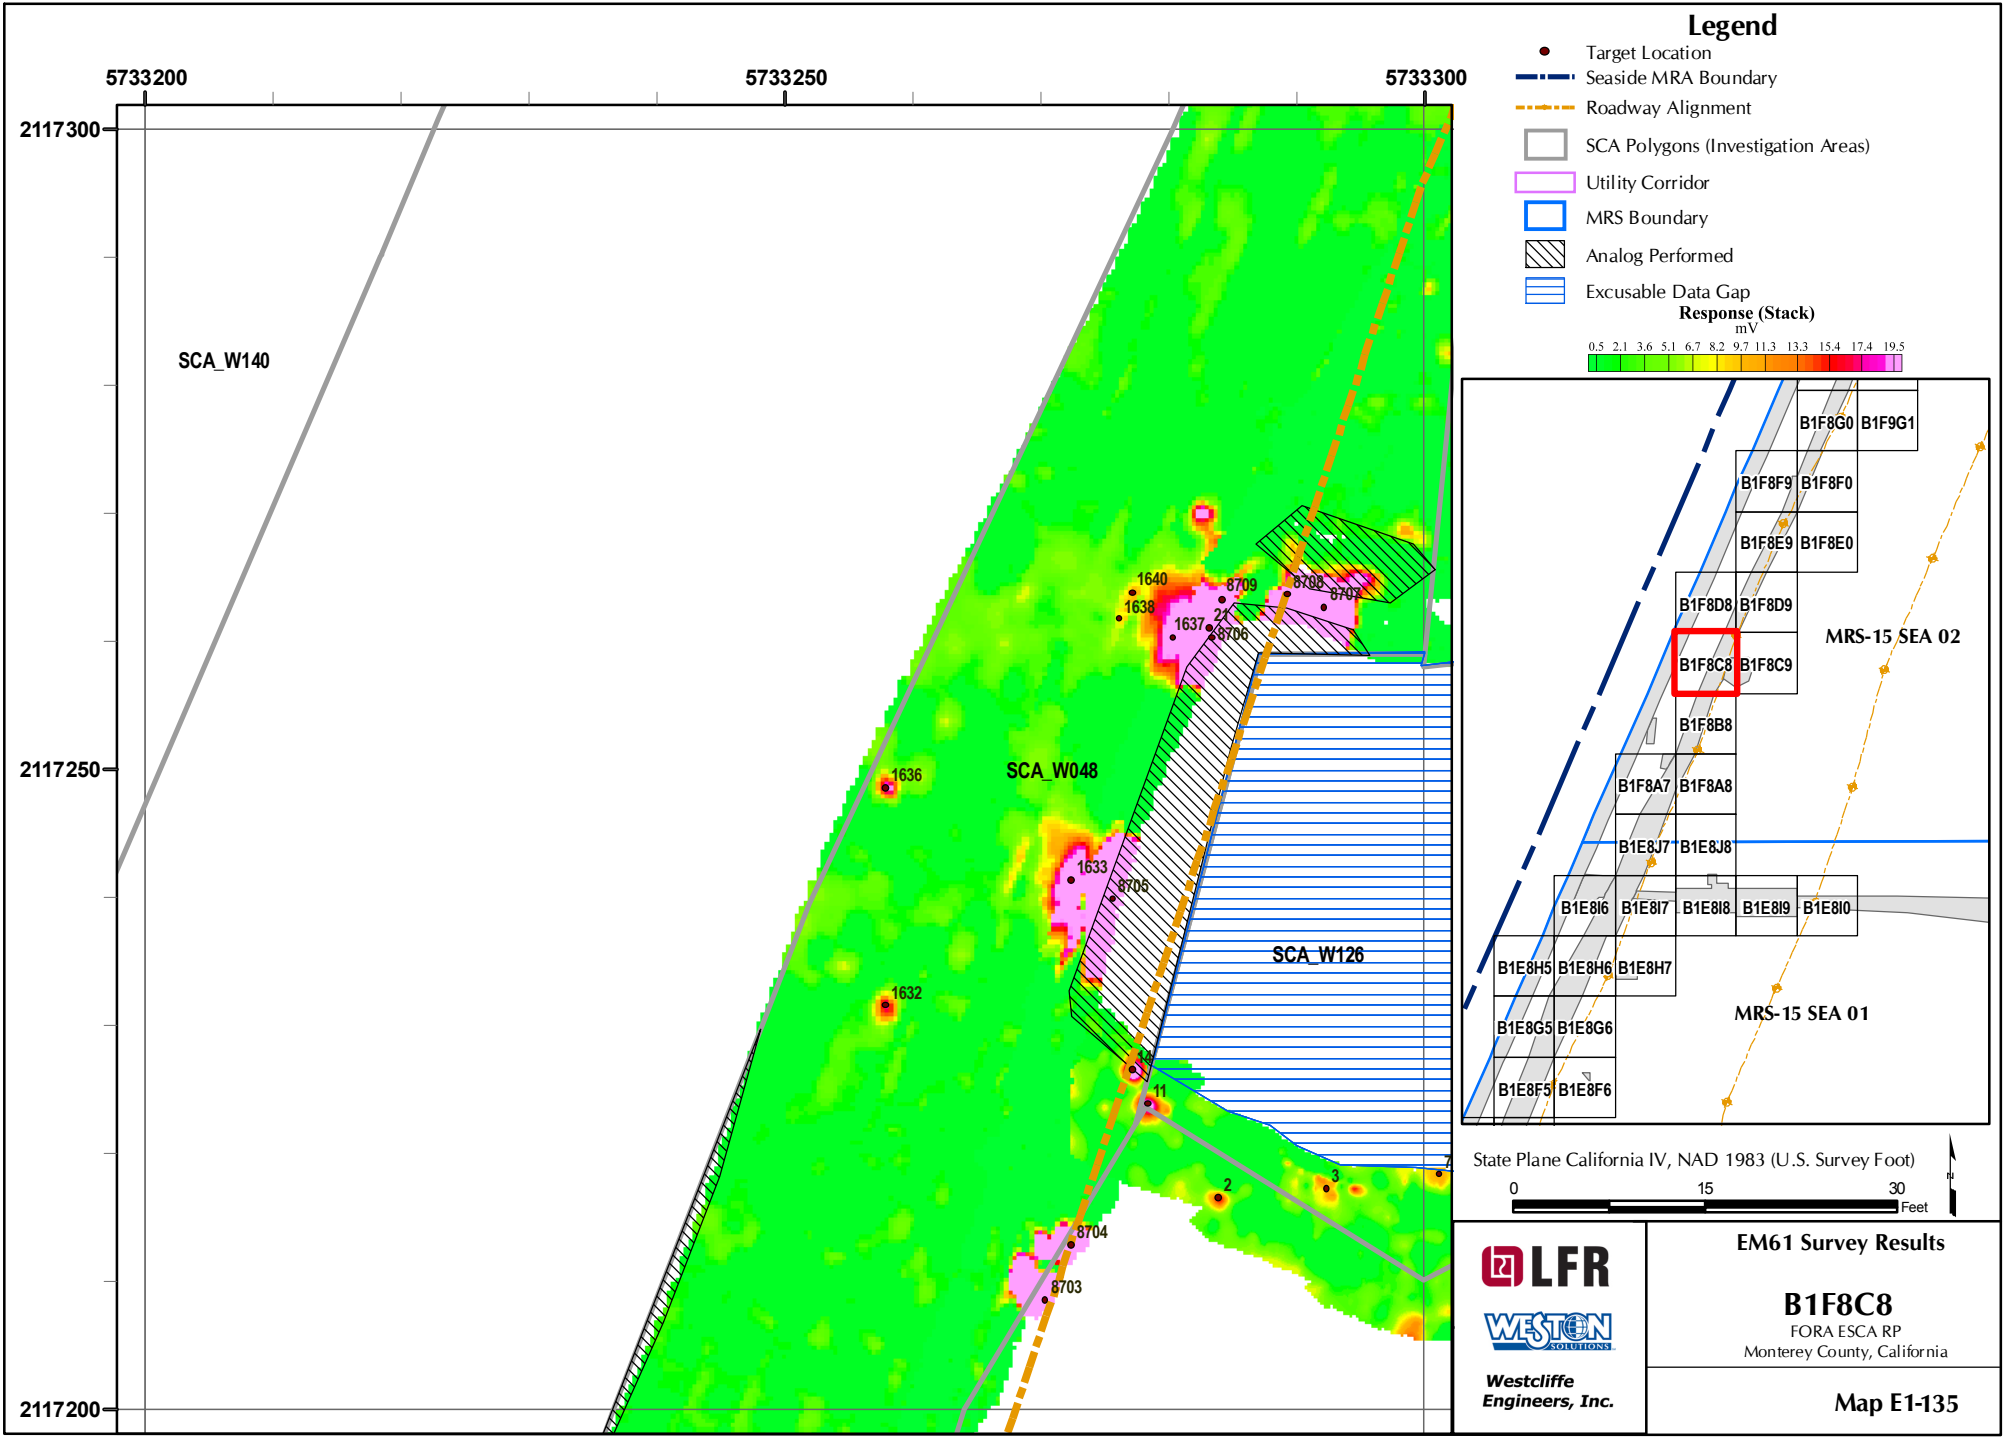 5733200
5733250
5733300
2117300
2117250
2117200
SCA_W140
SCA_W048
SCA_W126
1640
1638
8709
8708
8707
21
1637
8706
1636
1633
8705
1632
14
11
2
3
7
8704
8703
Legend
Target Location
Seaside MRA Boundary
Roadway Alignment
SCA Polygons (Investigation Areas)
Utility Corridor
MRS Boundary
Analog Performed
Excusable Data Gap
Response (Stack)
mV
0.5 2.1 3.6 5.1 6.7 8.2 9.7 11.3 13.3 15.4 17.4 19.5
B1F8G0 B1F9G1
B1F8F9 B1F8F0
B1F8E9 B1F8E0
B1F8D8 B1F8D9
MRS-15 SEA 02
B1F8C8 B1F8C9
B1F8B8
B1F8A7 B1F8A8
B1E8J7 B1E8J8
B1E8I6 B1E8I7 B1E8I8 B1E8I9 B1E8I0
B1E8H5 B1E8H6 B1E8H7
MRS-15 SEA 01
B1E8G5 B1E8G6
B1E8F5 B1E8F6
State Plane California IV, NAD 1983 (U.S. Survey Foot)
0 15 30
Feet
N
LFR
WESTON
SOLUTIONS
Westcliffe
Engineers, Inc.
EM61 Survey Results
B1F8C8
FORA ESCA RP
Monterey County, California
Map E1-135